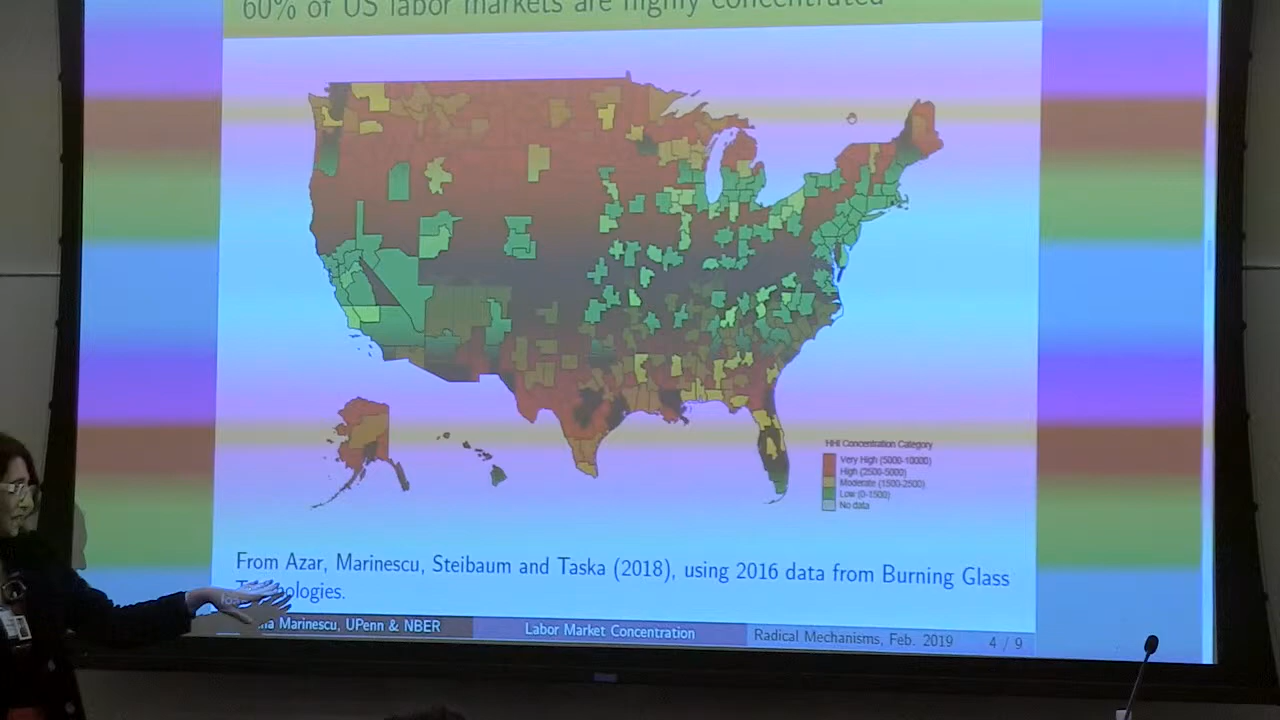 60% of US labor markets are highly concentrated
HHI Concentration Category
Very High (5000-10000)
High (2500-5000)
Moderate (1500-2500)
Low (0-1500)
No data
From Azar, Marinescu, Steibaum and Taska (2018), using 2016 data from Burning Glass
Marinescu, UPenn & NBER
Labor Market Concentration
Radical Mechanisms, Feb. 2019
4 / 9